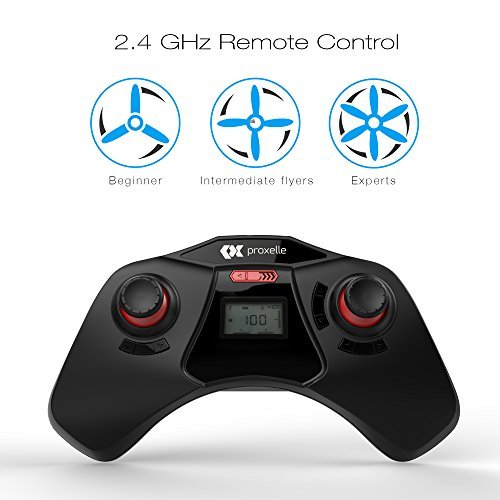 2.4 GHz Remote Control
Beginner
Intermediate flyers
Experts
proxelle
100